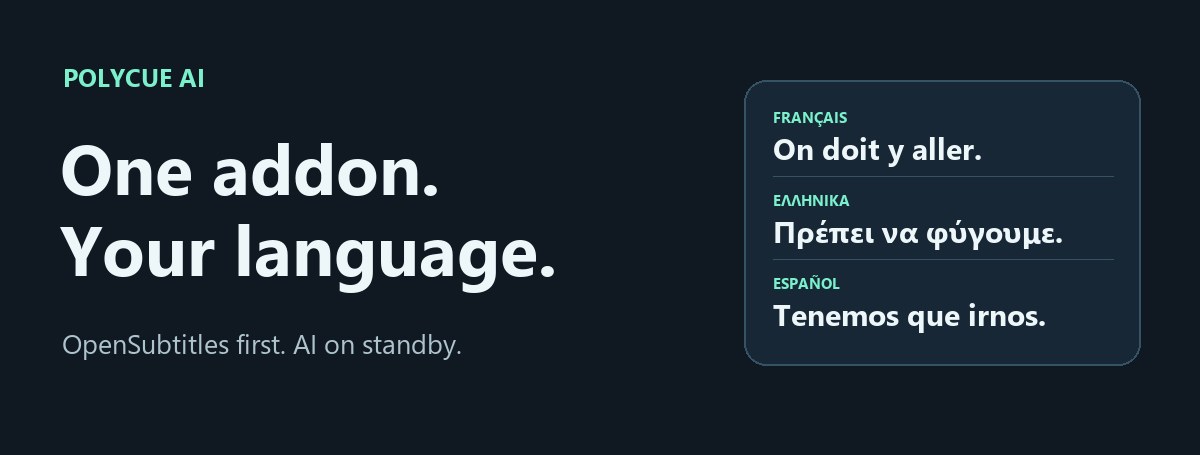 POLYCUE AI
One addon.
Your language.
OpenSubtitles first. AI on standby.
FRANÇAIS
On doit y aller.
ΕΛΛΗΝΙΚΑ
Πρέπει να φύγουμε.
ESPAÑOL
Tenemos que irnos.